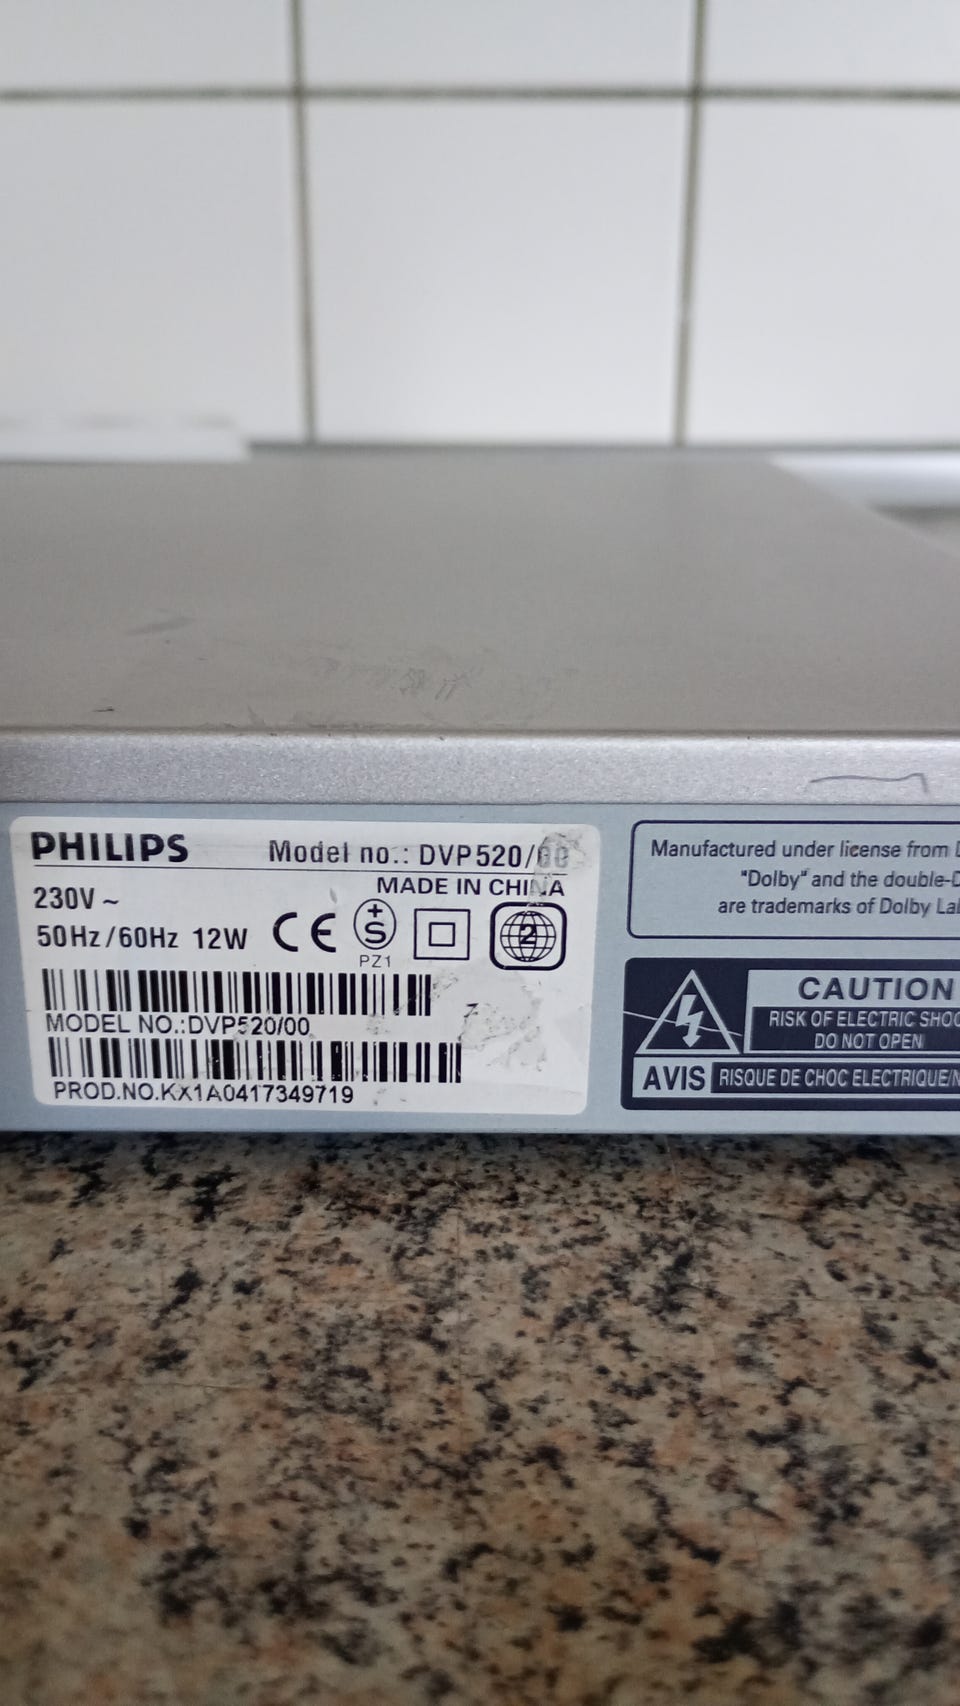 PHILIPS Model no.: DVP520/00
MADE IN CHINA
230V ~
50Hz/60Hz 12W CE + S 2
PZ1
MODEL NO.:DVP520/00
PROD.NO.KX1A0417349719
Manufactured under license from
"Dolby" and the double-
are trademarks of Dolby
CAUTION
RISK OF ELECTRIC
DO NOT OPEN
AVIS RISQUE DE CHOC ELECTRIQUE/